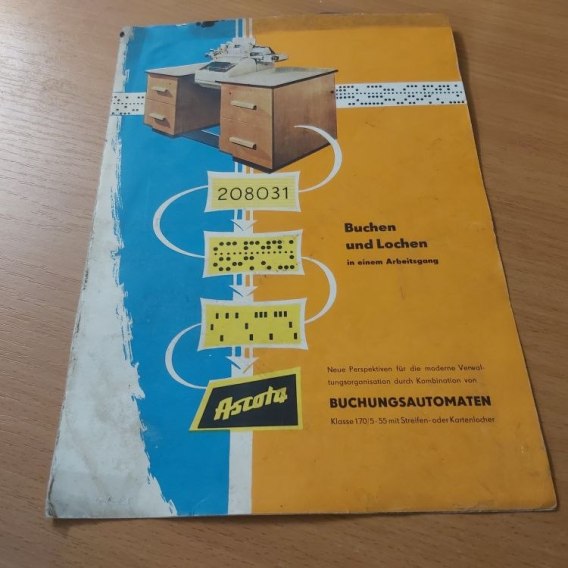 208031
Buchen
und Lochen
in einem Arbeitsgang
Neue Perspektiven für die moderne Verwal-
tungsorganisation durch Kombination von
BUCHUNGSAUTOMATEN
Klasse 170/5-55 mit Streifen- oder Kartenlocher
Ascota